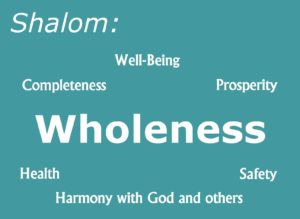 Shalom:
Well-Being
Completeness Prosperity
Wholeness
Health Safety
Harmony with God and others